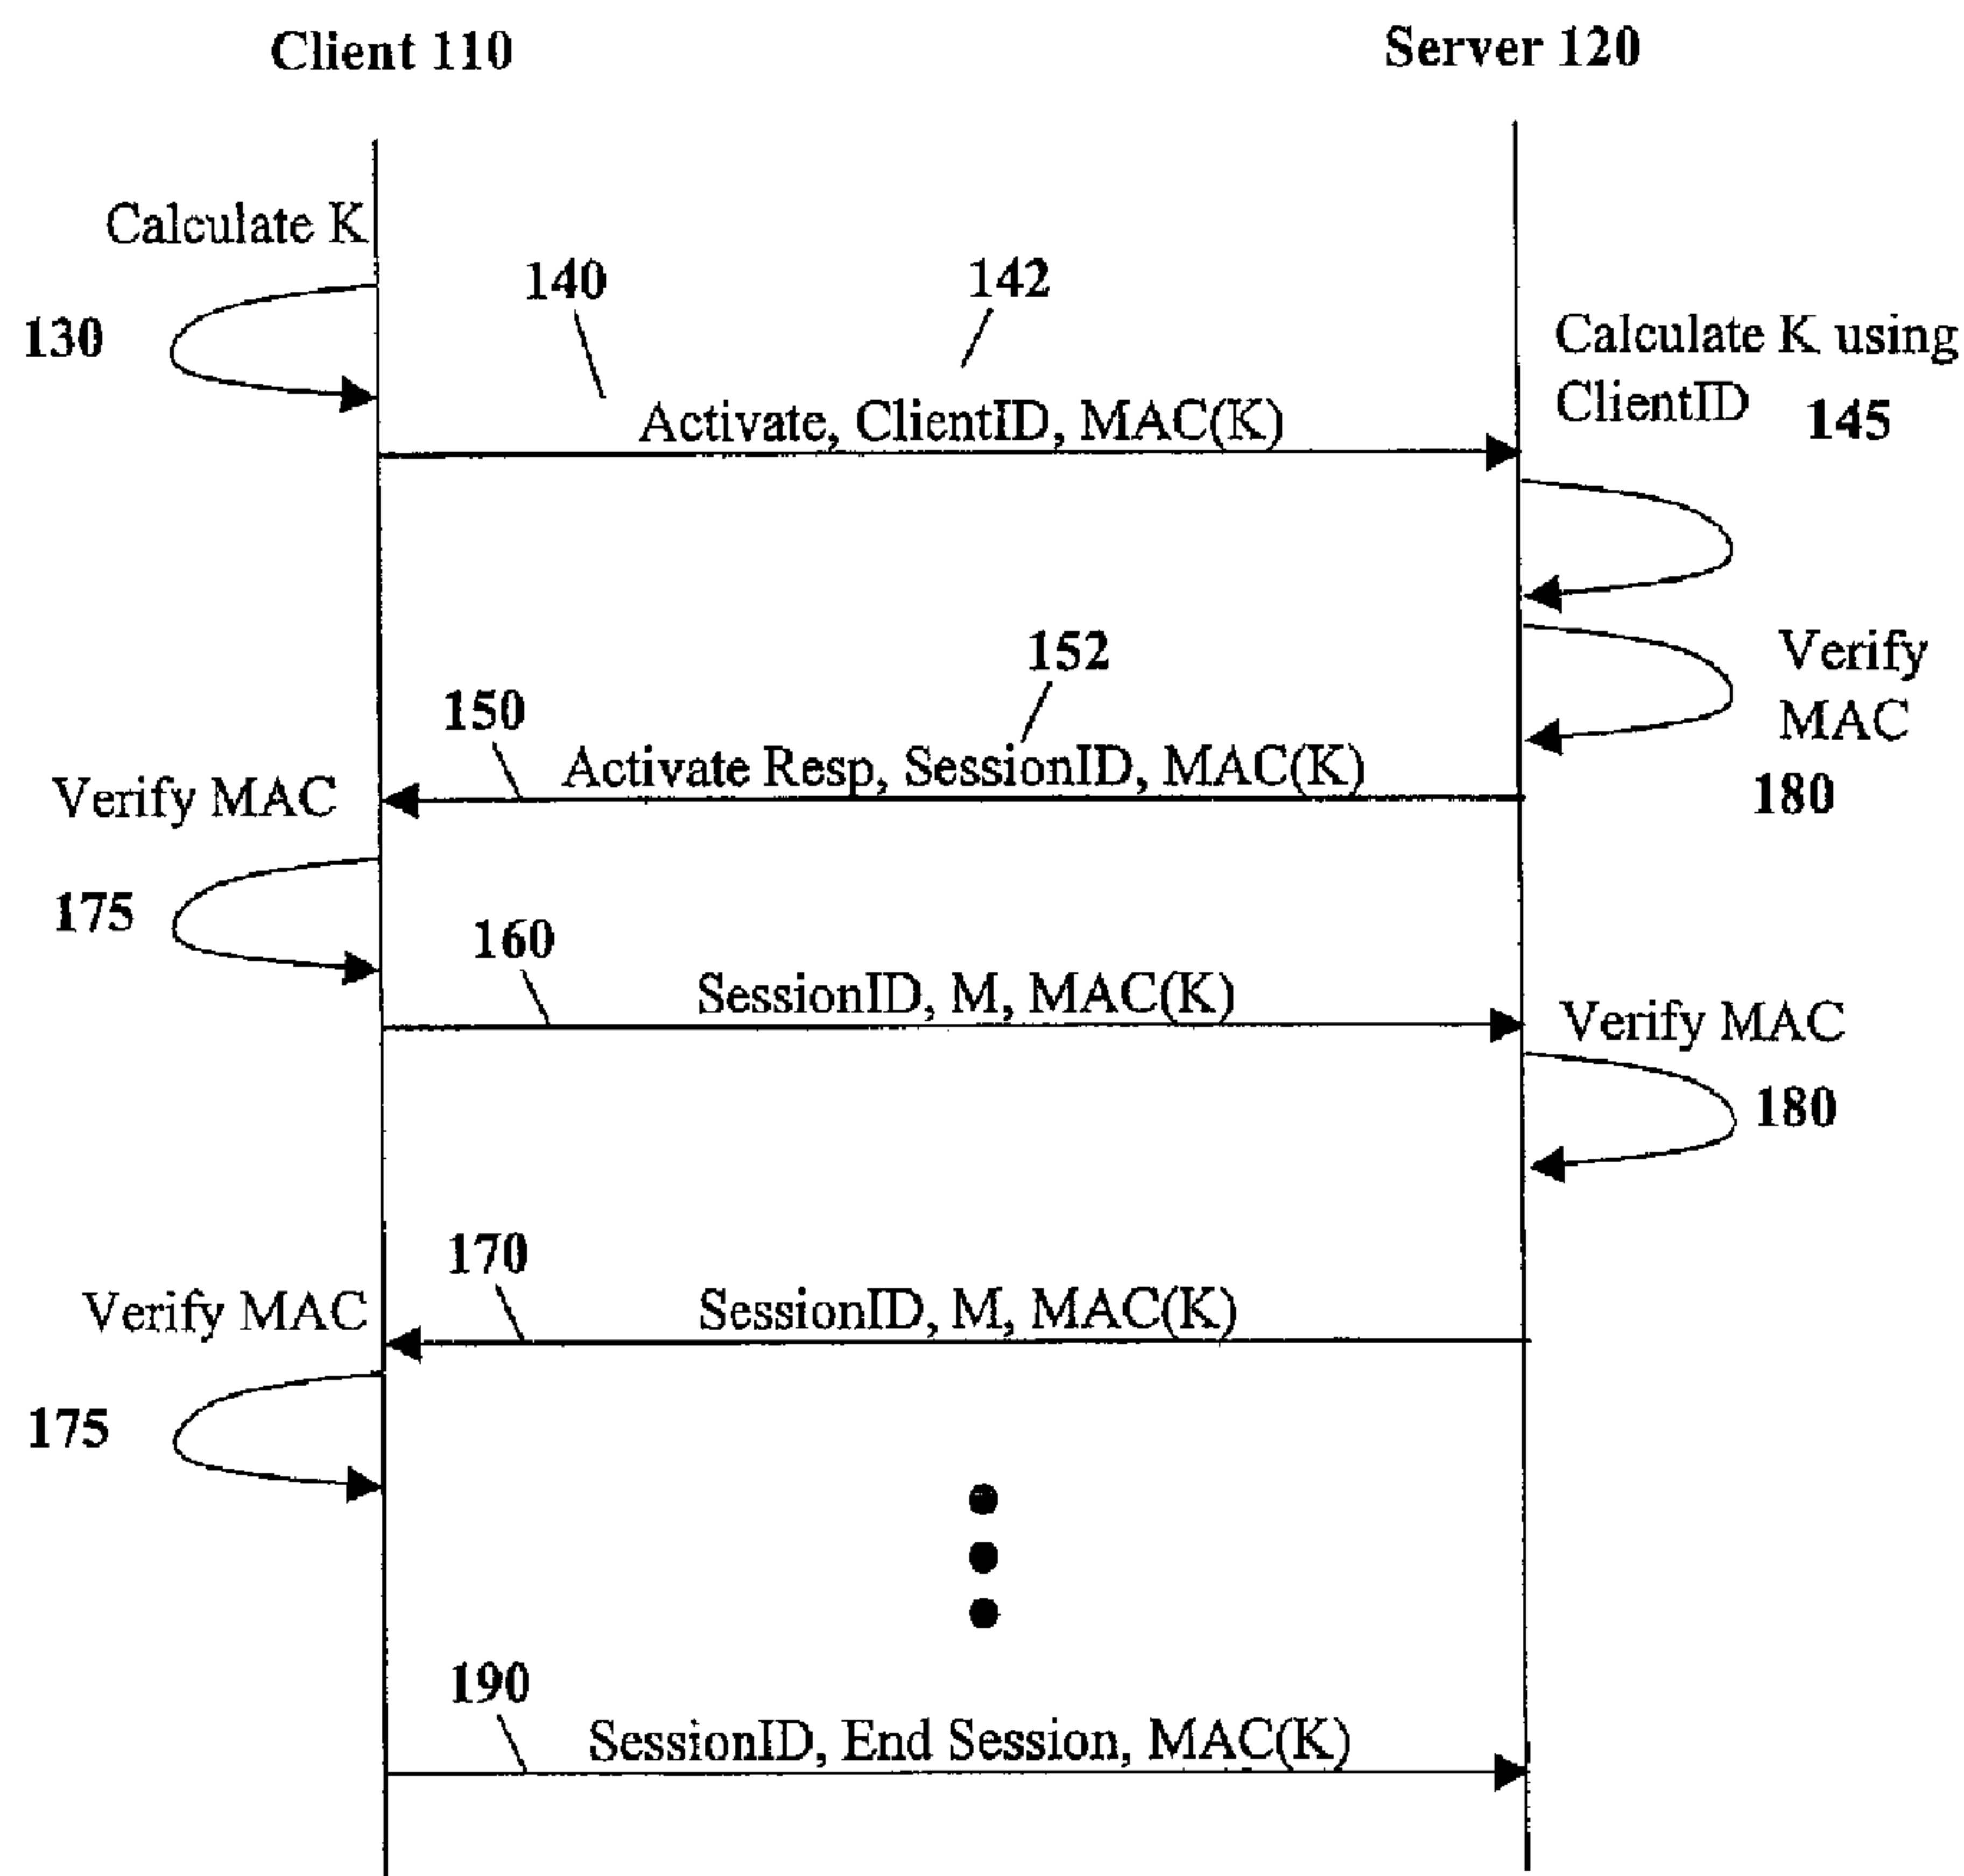 Client 110
Server 120
Calculate K
130
140
142
Activate, ClientID, MAC(K)
Calculate K using
ClientID 145
152
150
Activate Resp, SessionID, MAC(K)
Verify
MAC
180
Verify MAC
175
160
SessionID, M, MAC(K)
Verify MAC
180
170
SessionID, M, MAC(K)
Verify MAC
175
190
SessionID, End Session, MAC(K)